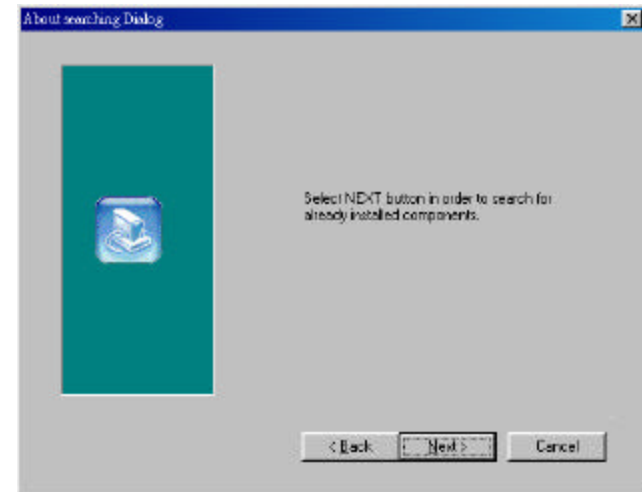 About searching Dialog
Select NEXT button in order to search for
already installed components.
< Back
Next >
Cancel